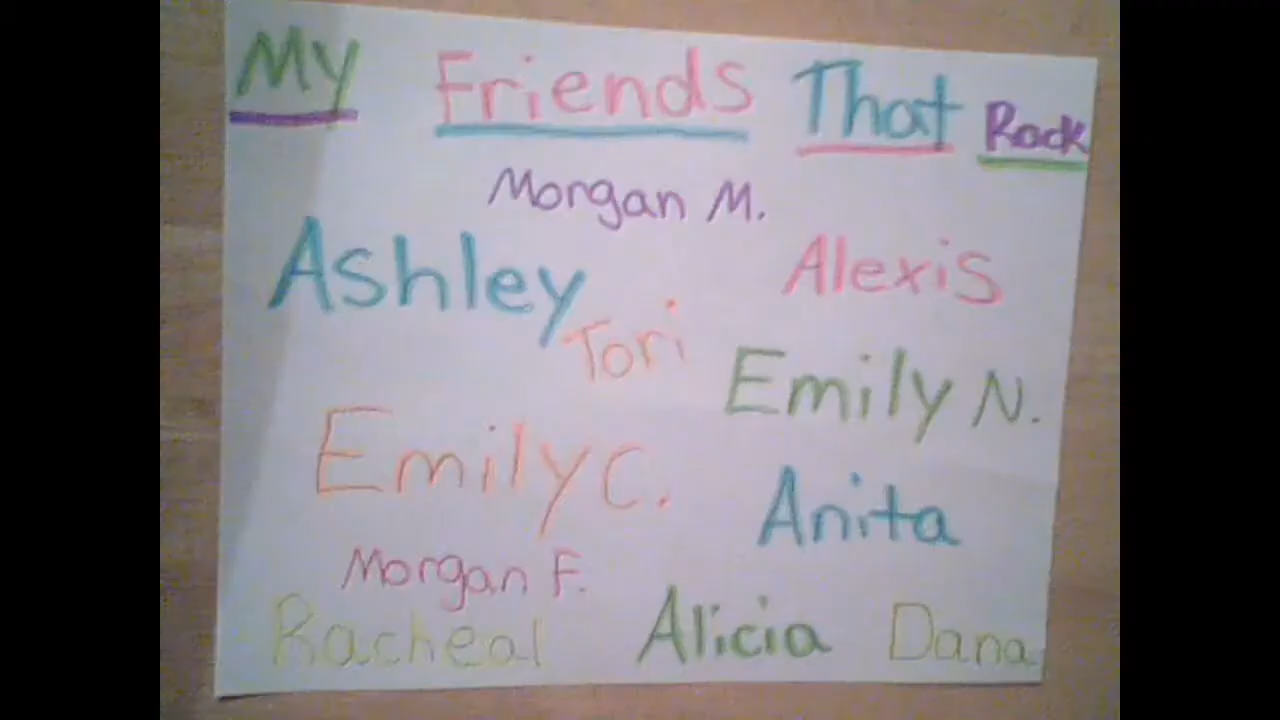 My Friends That Rock
Morgan M.
Ashley
Alexis
Tori
Emily N.
Emily C.
Anita
Morgan F.
Racheal
Alicia
Dana